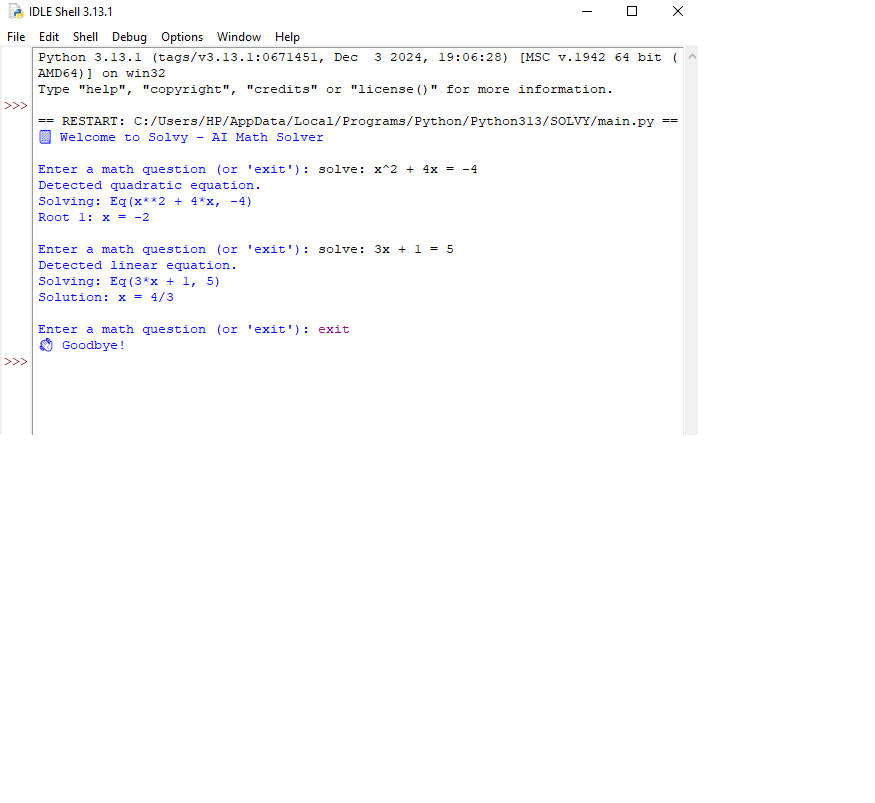 IDLE Shell 3.13.1
File Edit Shell Debug Options Window Help
Python 3.13.1 (tags/v3.13.1:0671451, Dec  3 2024, 19:06:28) [MSC v.1942 64 bit (
AMD64)] on win32
Type "help", "copyright", "credits" or "license()" for more information.
>>>
== RESTART: C:/Users/HP/AppData/Local/Programs/Python/Python313/SOLVY/main.py ==
Welcome to Solvy - AI Math Solver
Enter a math question (or 'exit'): solve: x^2 + 4x = -4
Detected quadratic equation.
Solving: Eq(x**2 + 4*x, -4)
Root 1: x = -2
Enter a math question (or 'exit'): solve: 3x + 1 = 5
Detected linear equation.
Solving: Eq(3*x + 1, 5)
Solution: x = 4/3
Enter a math question (or 'exit'): exit
Goodbye!
>>>